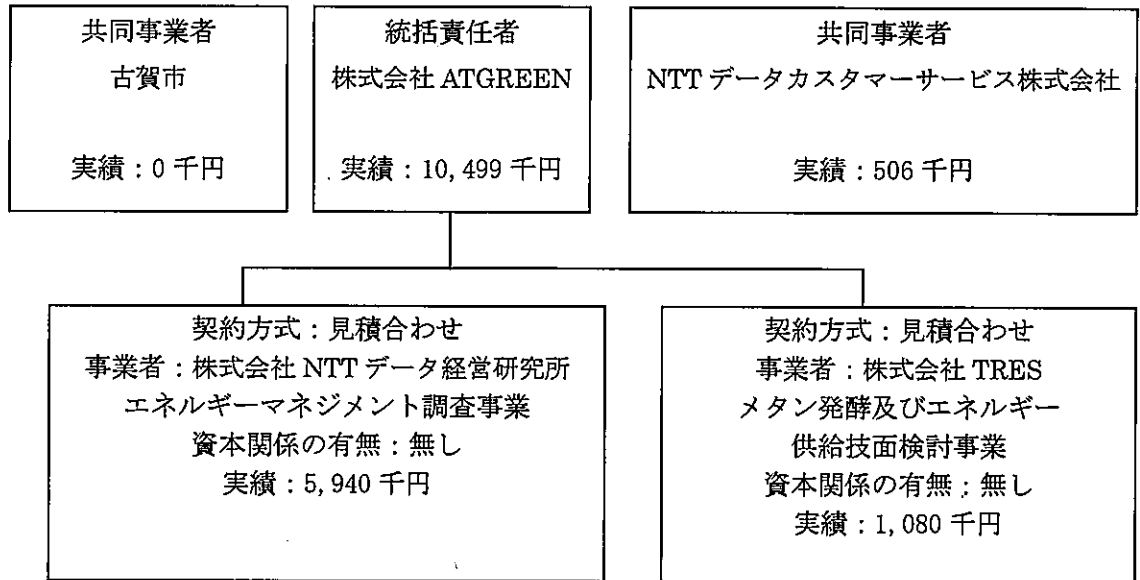 共同事業者
古賀市
実績：0 千円
統括責任者
株式会社 ATGREEN
実績：10,499 千円
共同事業者
NTT データカスタマーサービス株式会社
実績：506 千円
契約方式：見積合わせ
事業者：株式会社 NTT データ経営研究所
エネルギーマネジメント調査事業
資本関係の有無：無し
実績：5,940 千円
契約方式：見積合わせ
事業者：株式会社 TRES
メタン発酵及びエネルギー
供給技面検討事業
資本関係の有無：無し
実績：1,080 千円